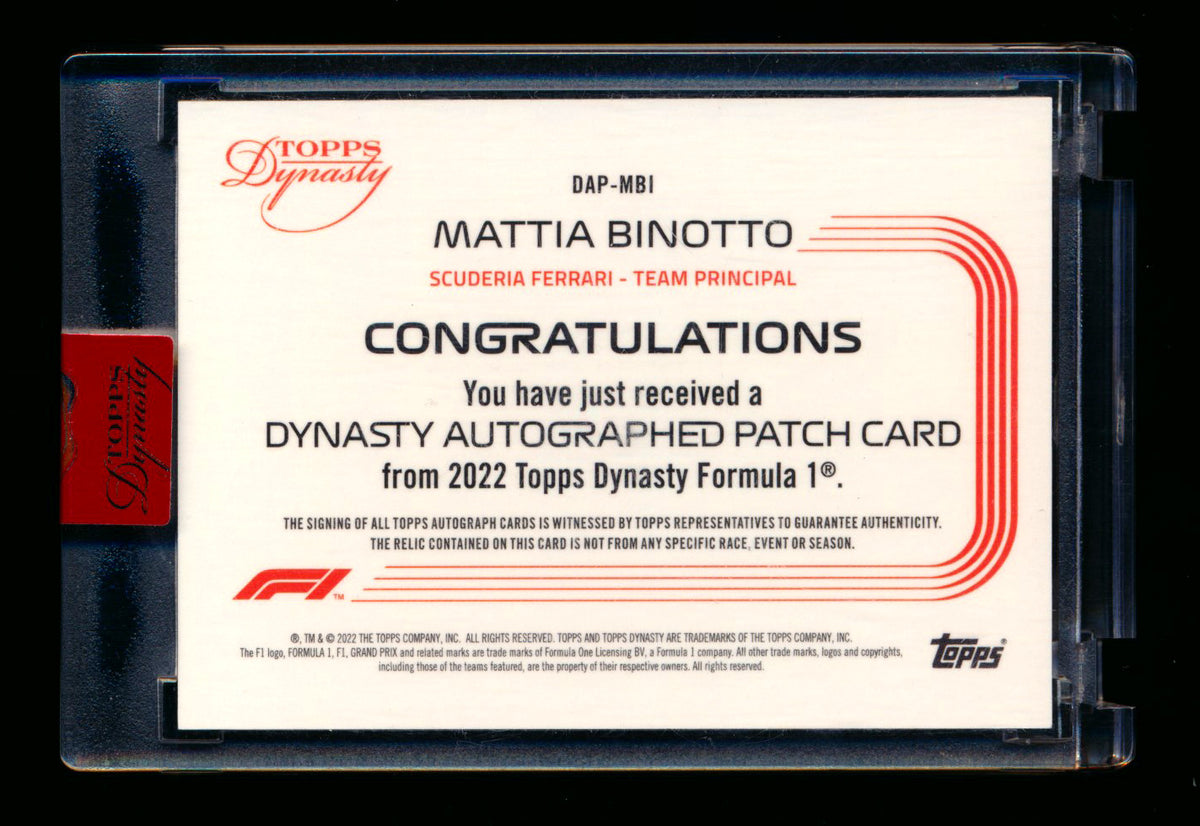 TOPPS
Dynasty
DAP-MBI
MATTIA BINOTTO
SCUDERIA FERRARI - TEAM PRINCIPAL
CONGRATULATIONS
You have just received a
DYNASTY AUTOGRAPHED PATCH CARD
from 2022 Topps Dynasty Formula 1®.
THE SIGNING OF ALL TOPPS AUTOGRAPH CARDS IS WITNESSED BY TOPPS REPRESENTATIVES TO GUARANTEE AUTHENTICITY.
THE RELIC CONTAINED ON THIS CARD IS NOT FROM ANY SPECIFIC RACE, EVENT OR SEASON.
F1™
®, TM & © 2022 THE TOPPS COMPANY, INC. ALL RIGHTS RESERVED. TOPPS AND TOPPS DYNASTY ARE TRADEMARKS OF THE TOPPS COMPANY, INC.
The F1 logo, FORMULA 1, F1, GRAND PRIX and related marks are trade marks of Formula One Licensing BV, a Formula 1 company. All other trade marks, logos and copyrights,
including those of the teams featured, are the property of their respective owners. All rights reserved.
topps®
TOPPS
Dynasty